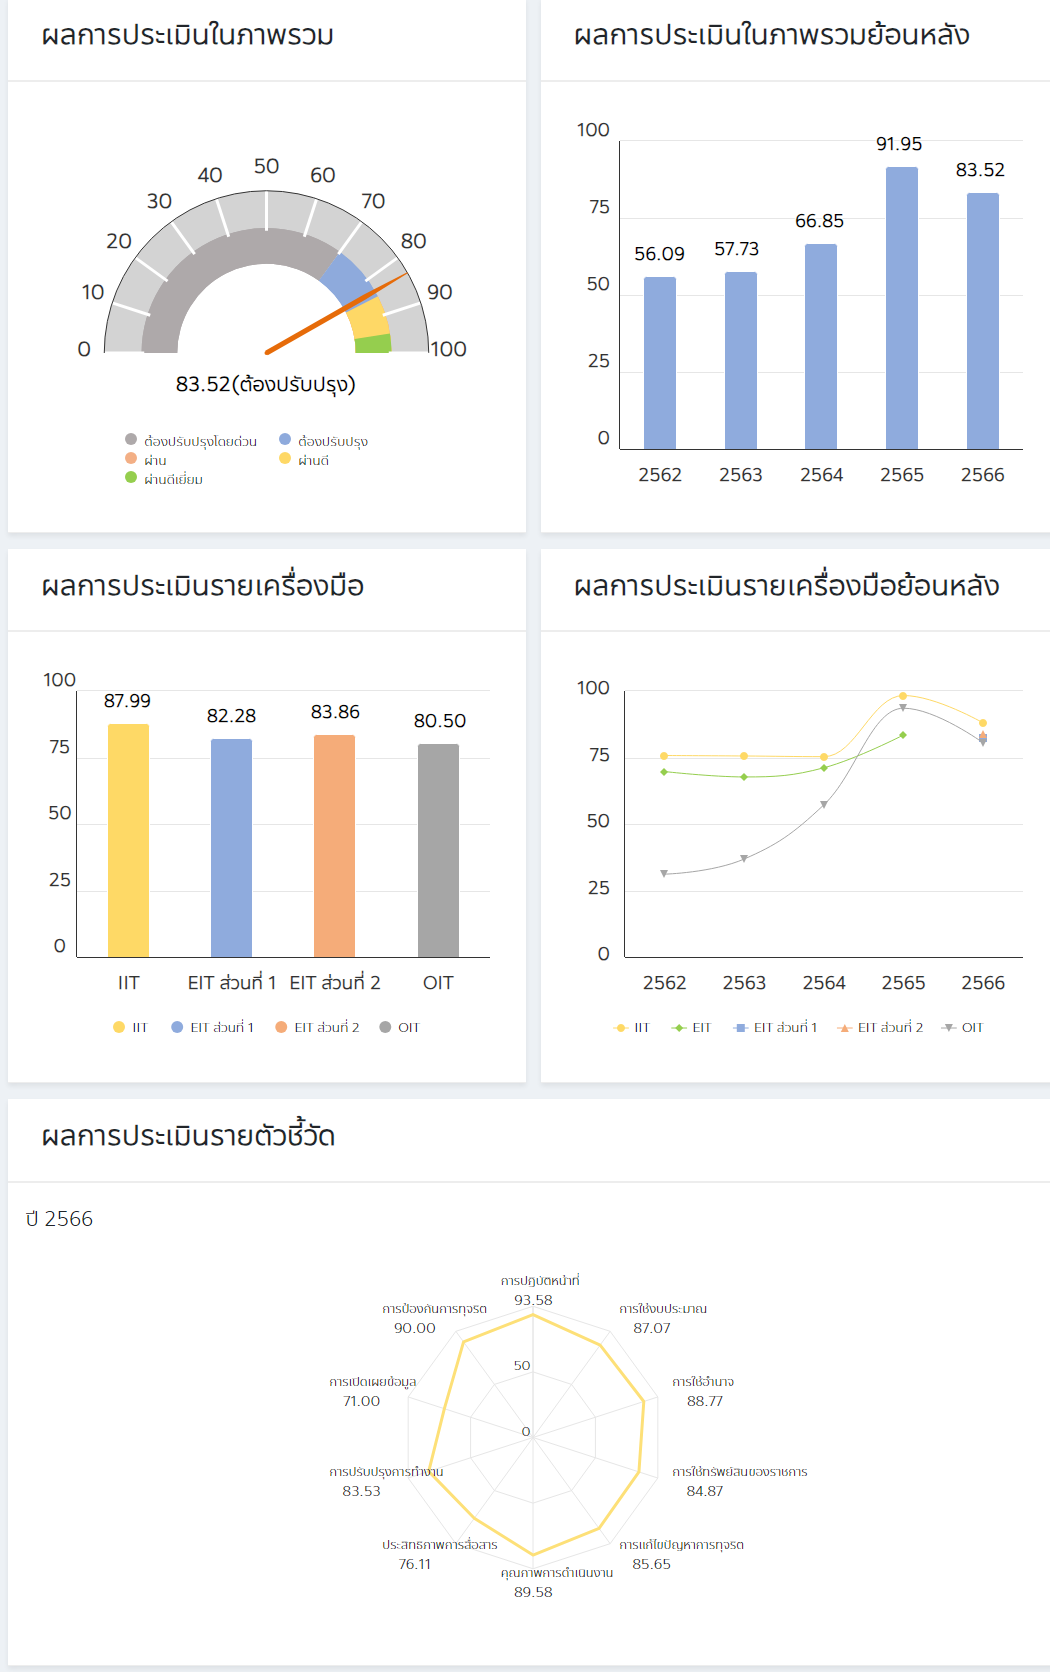 ผลการประเมินในภาพรวม
50
40
60
30
70
20
80
10
90
0
100
83.52(ต้องปรับปรุง)
ต้องปรับปรุงโดยด่วน
ต้องปรับปรุง
ผ่าน
ผ่านดี
ผ่านดีเยี่ยม
ผลการประเมินในภาพรวมย้อนหลัง
100
75
50
25
0
56.09
57.73
66.85
91.95
83.52
2562
2563
2564
2565
2566
ผลการประเมินรายเครื่องมือ
100
75
50
25
0
87.99
82.28
83.86
80.50
IIT
EIT ส่วนที่ 1
EIT ส่วนที่ 2
OIT
IIT
EIT ส่วนที่ 1
EIT ส่วนที่ 2
OIT
ผลการประเมินรายเครื่องมือย้อนหลัง
100
75
50
25
0
2562
2563
2564
2565
2566
IIT
EIT
EIT ส่วนที่ 1
EIT ส่วนที่ 2
OIT
ผลการประเมินรายตัวชี้วัด
ปี 2566
การปฏิบัติหน้าที่
93.58
การใช้งบประมาณ
87.07
การใช้อำนาจ
88.77
การใช้ทรัพย์สินของราชการ
84.87
การแก้ไขปัญหาการทุจริต
85.65
คุณภาพการดำเนินงาน
89.58
ประสิทธิภาพการสื่อสาร
76.11
การปรับปรุงการทำงาน
83.53
การเปิดเผยข้อมูล
71.00
การป้องกันการทุจริต
90.00
50
0